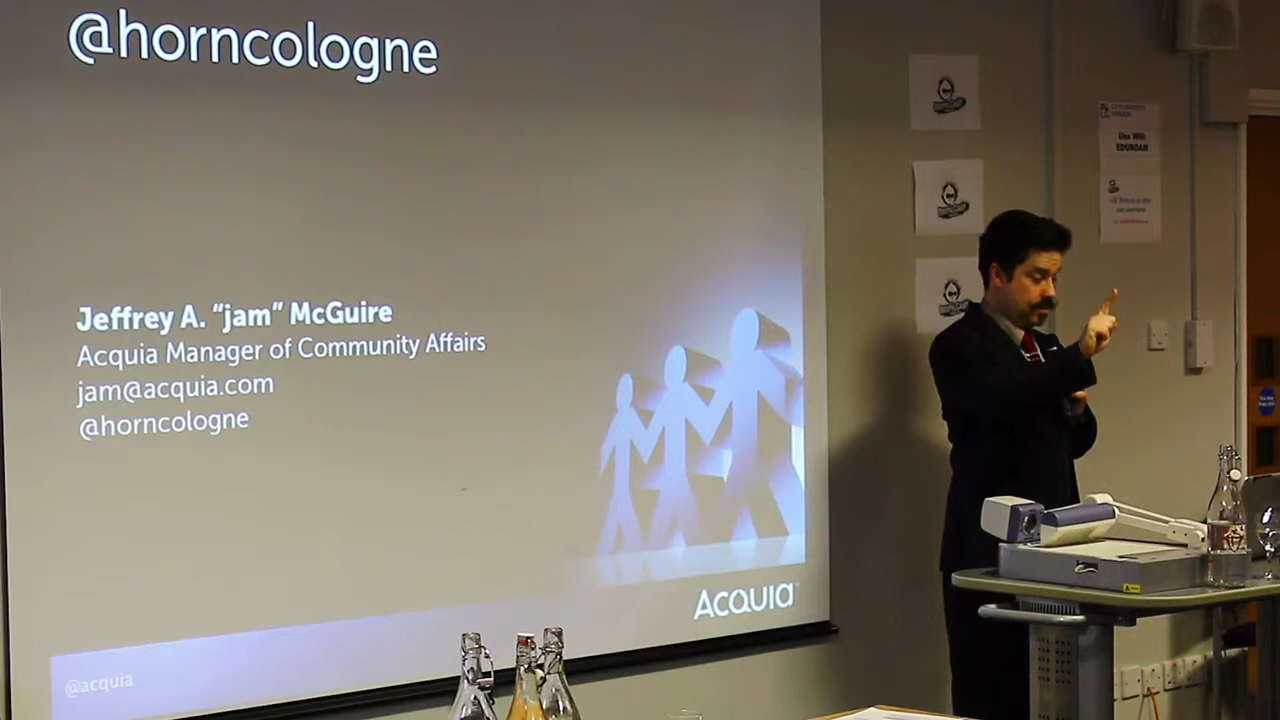 @horncologne
Jeffrey A. “jam” McGuire
Acquia Manager of Community Affairs
jam@acquia.com
@horncologne
ACQUIA
@acquia
Use Wifi:
EDUROAM